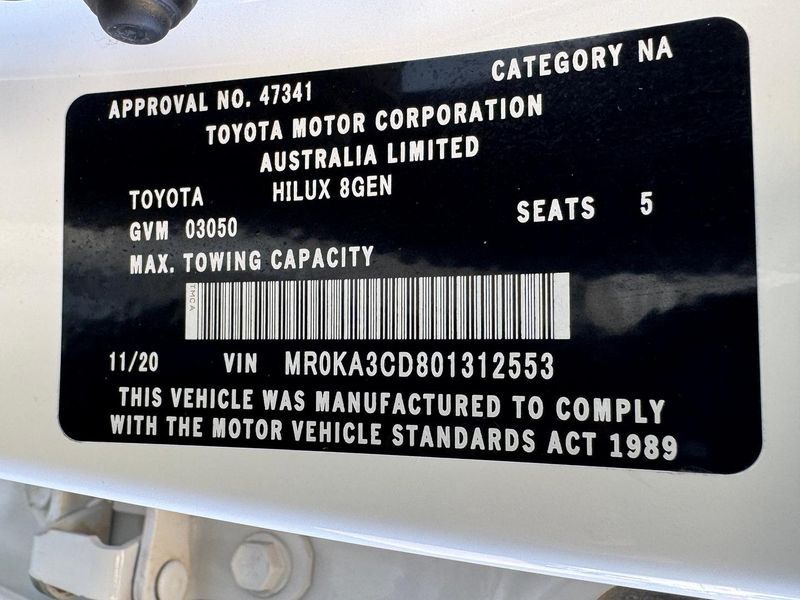 APPROVAL NO. 47341 CATEGORY NA
TOYOTA MOTOR CORPORATION
AUSTRALIA LIMITED
TOYOTA HILUX 8GEN
GVM 03050 SEATS 5
MAX. TOWING CAPACITY
TMCA
11/20 VIN MR0KA3CD801312553
THIS VEHICLE WAS MANUFACTURED TO COMPLY
WITH THE MOTOR VEHICLE STANDARDS ACT 1989